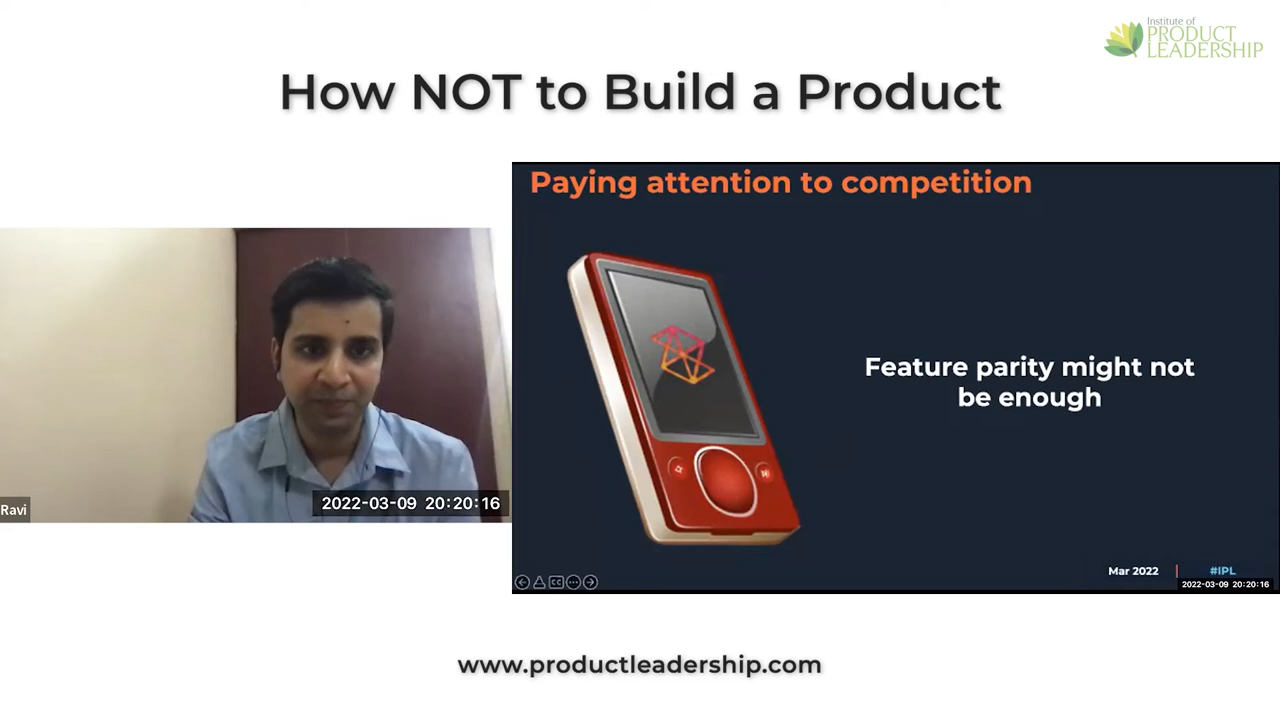 Institute of
PRODUCT
LEADERSHIP
How NOT to Build a Product
Paying attention to competition
Feature parity might not
be enough
Ravi
2022-03-09 20:20:16
Mar 2022
#IPL
2022-03-09 20:20:16
CC
www.productleadership.com